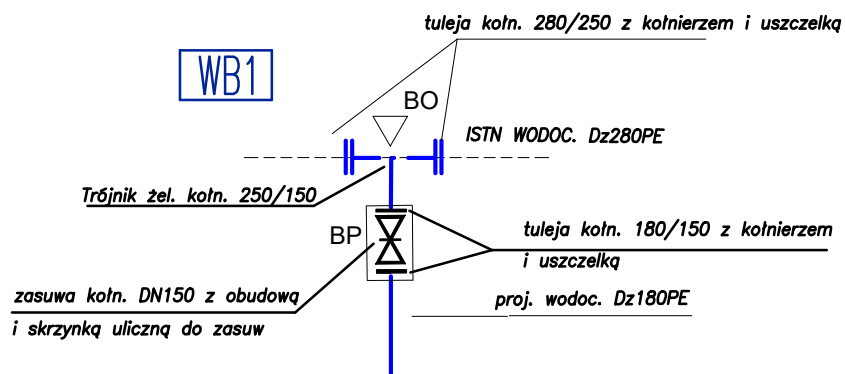 tuleja kołn. 280/250 z kołnierzem i uszczelką
WB1
BO
ISTN WODOC. Dz280PE
Trójnik żel. kołn. 250/150
BP
tuleja kołn. 180/150 z kołnierzem
i uszczelką
zasuwa kołn. DN150 z obudową
i skrzynką uliczną do zasuw
proj. wodoc. Dz180PE